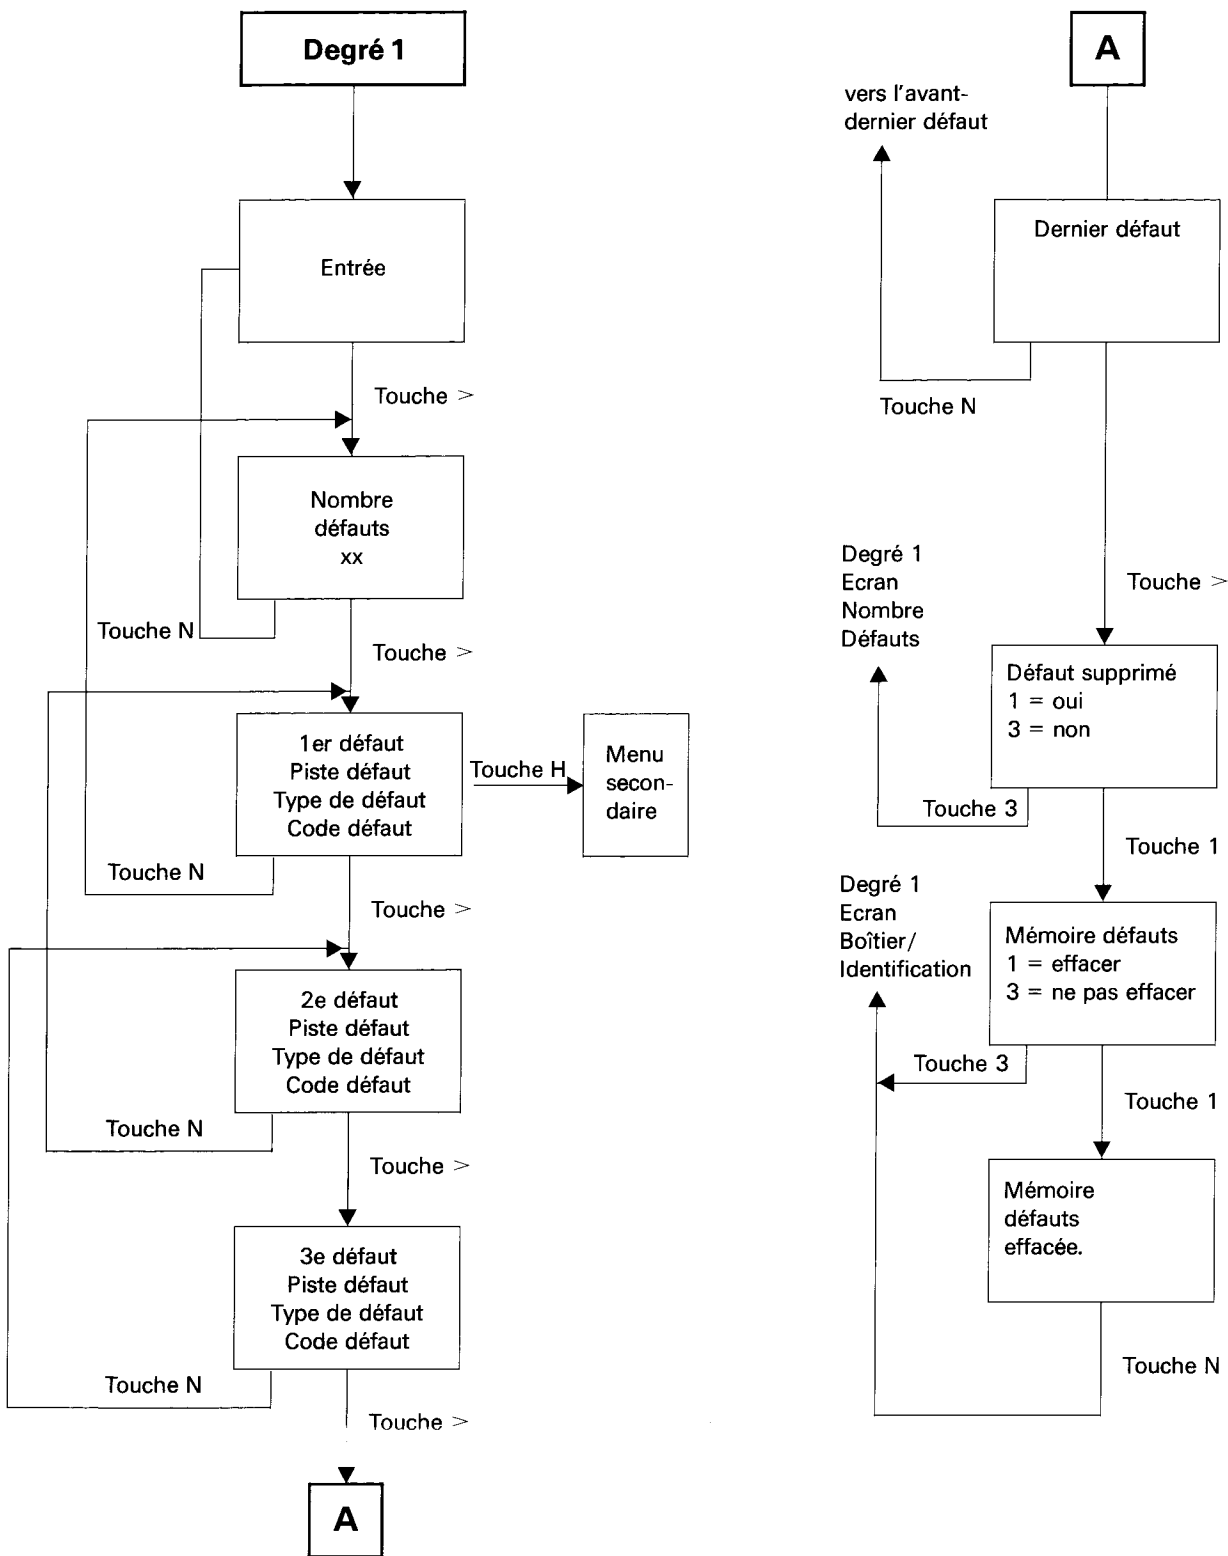 Degré 1
Entrée
Touche >
Nombre
défauts
xx
Touche N
Touche >
1er défaut
Piste défaut
Type de défaut
Code défaut
Touche H
Menu
secon-
daire
Touche N
Touche >
2e défaut
Piste défaut
Type de défaut
Code défaut
Touche N
Touche >
3e défaut
Piste défaut
Type de défaut
Code défaut
Touche N
Touche >
A
A
vers l'avant-
dernier défaut
Dernier défaut
Touche N
Touche >
Degré 1
Ecran
Nombre
Défauts
Défaut supprimé
1 = oui
3 = non
Touche 3
Touche 1
Degré 1
Ecran
Boîtier/
Identification
Mémoire défauts
1 = effacer
3 = ne pas effacer
Touche 3
Touche 1
Mémoire
défauts
effacée.
Touche N